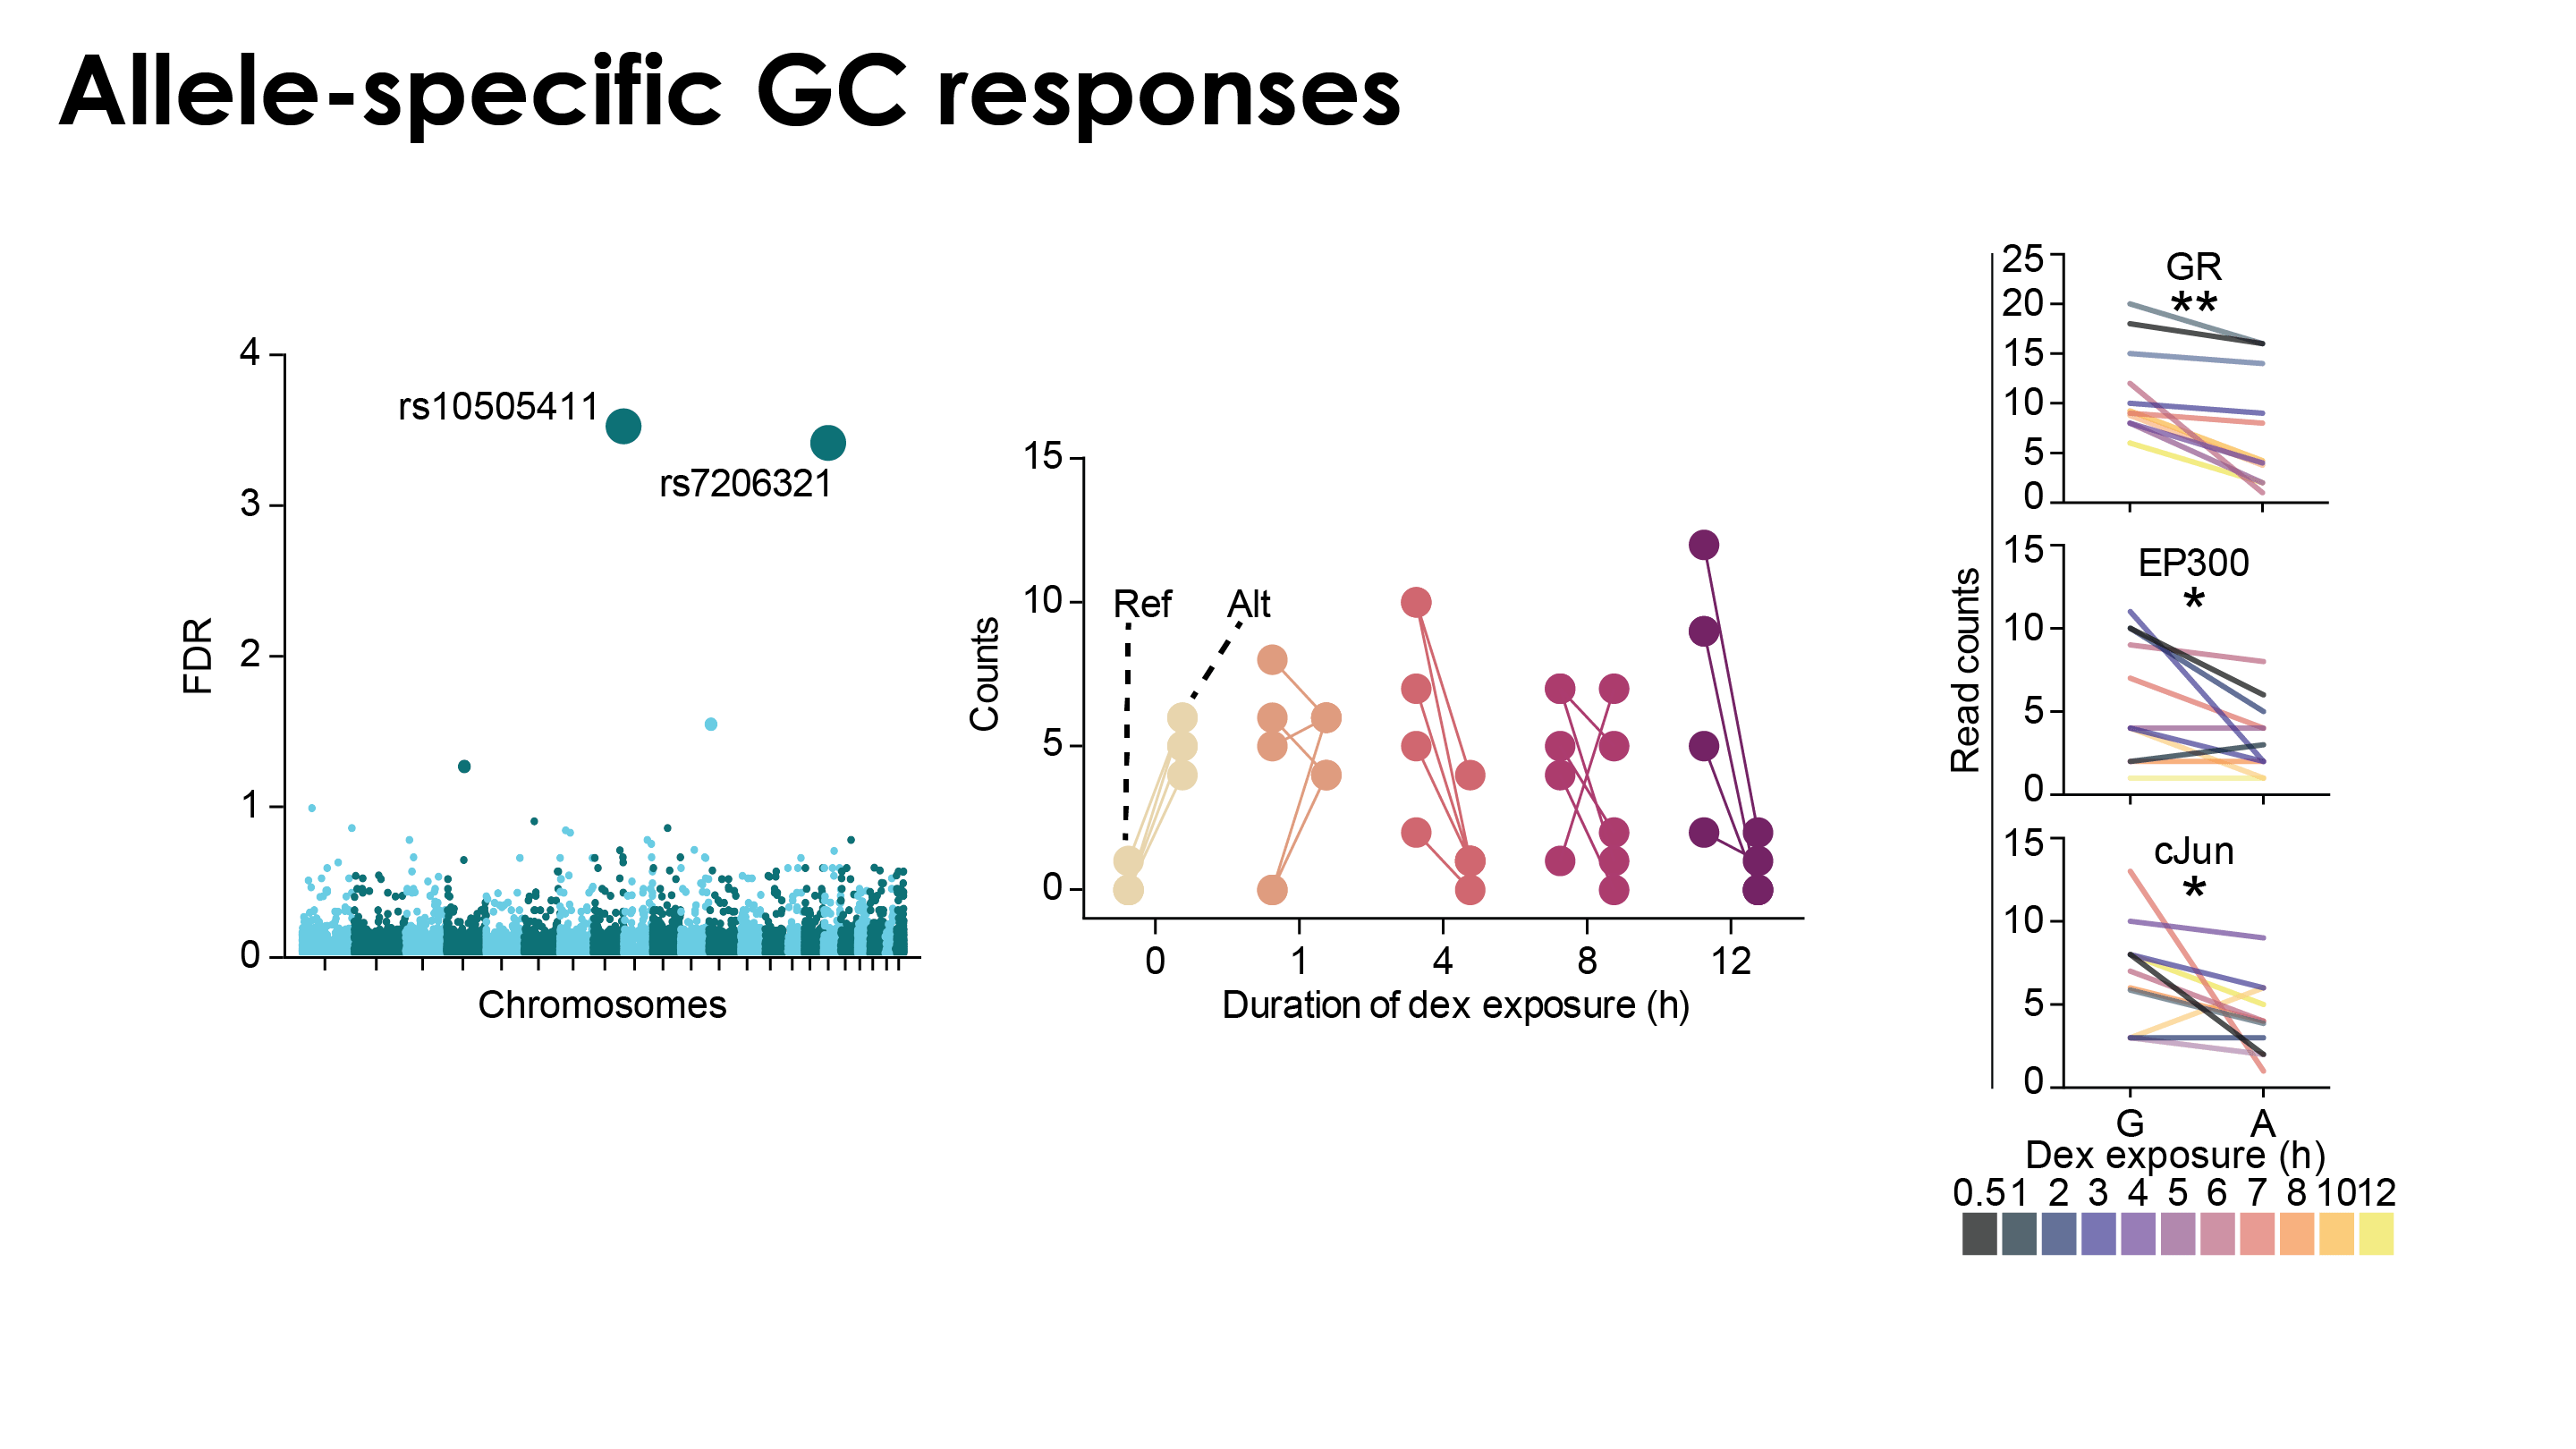 Allele-specific GC responses
4
3
2
1
0
FDR
rs10505411
rs7206321
Chromosomes
15
10
5
0
Counts
Ref
Alt
0 1 4 8 12
Duration of dex exposure (h)
Read counts
25
20
15
10
5
0
GR
**
15
10
5
0
EP300
*
15
10
5
0
cJun
*
G A
Dex exposure (h)
0.5 1 2 3 4 5 6 7 8 10 12